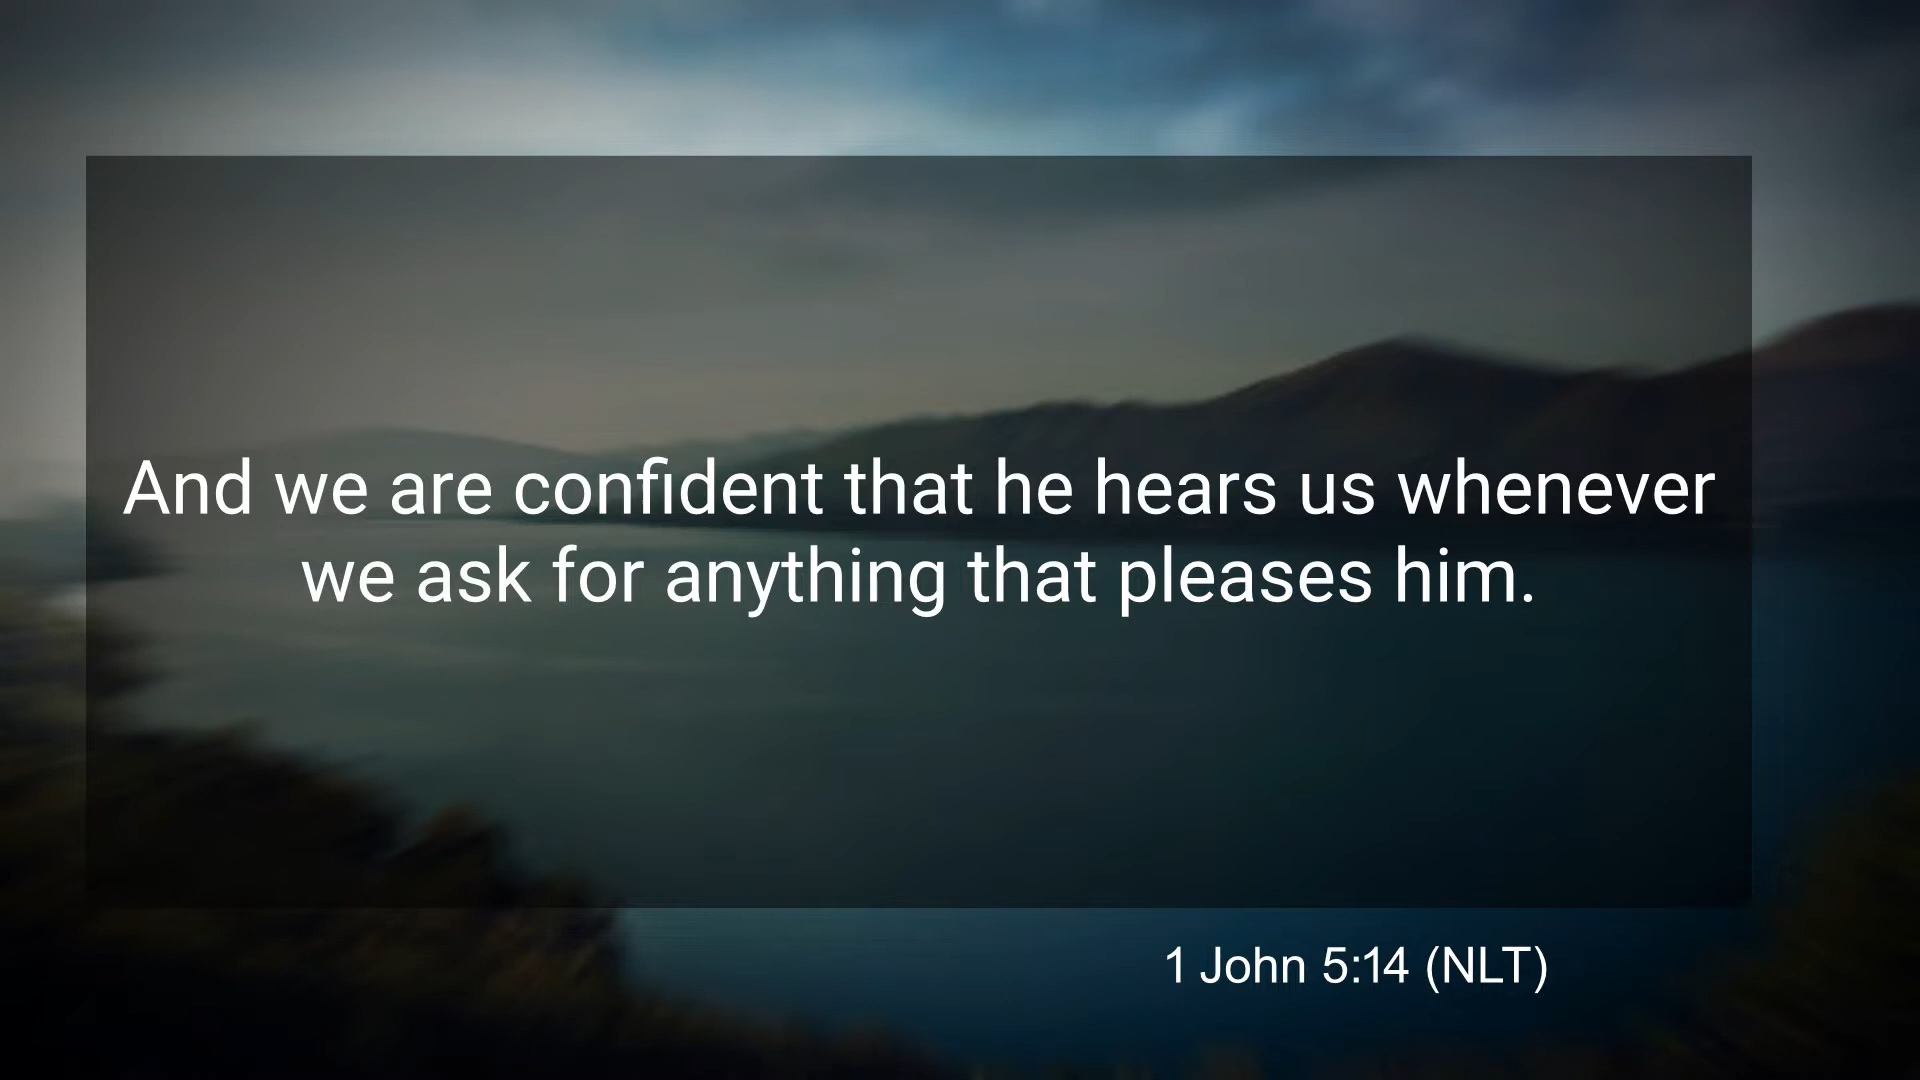 And we are confident that he hears us whenever
we ask for anything that pleases him.
1 John 5:14 (NLT)